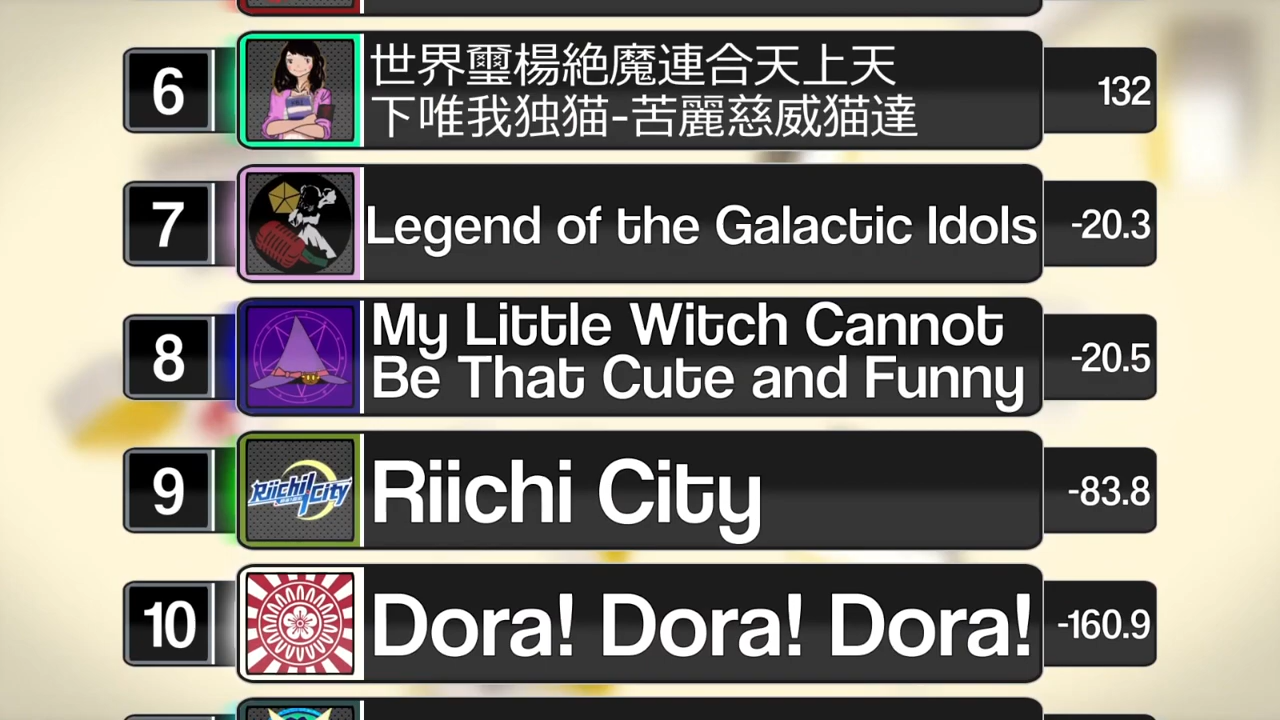 6
世界璽楊絶魔連合天上天
下唯我独猫-苦麗慈威猫達
132
7
Legend of the Galactic Idols
-20.3
8
My Little Witch Cannot
Be That Cute and Funny
-20.5
9
Riichi City
Riichi City
-83.8
10
Dora! Dora! Dora!
-160.9